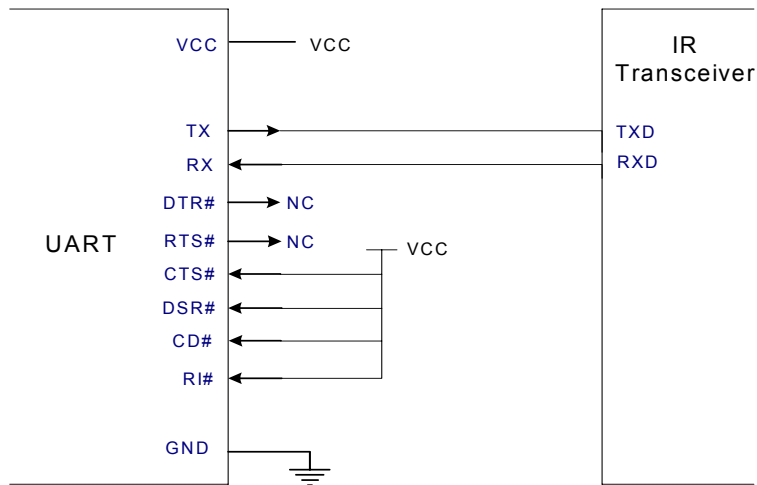 VCC VCC
IR
Transceiver
TX TXD
RX RXD
DTR# NC
UART
RTS# NC
VCC
CTS#
DSR#
CD#
RI#
GND